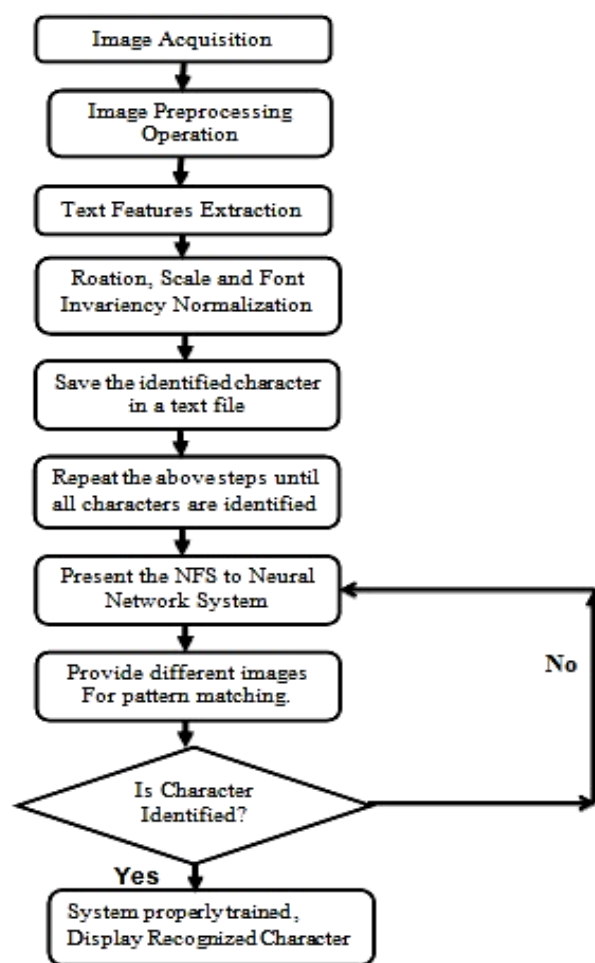 Image Acquisition
Image Preprocessing
Operation
Text Features Extraction
Roation, Scale and Font
Invariency Normalization
Save the identified character
in a text file
Repeat the above steps until
all characters are identified
Present the NFS to Neural
Network System
Provide different images
For pattern matching.
No
Is Character
Identified?
Yes
System properly trained,
Display Recognized Character